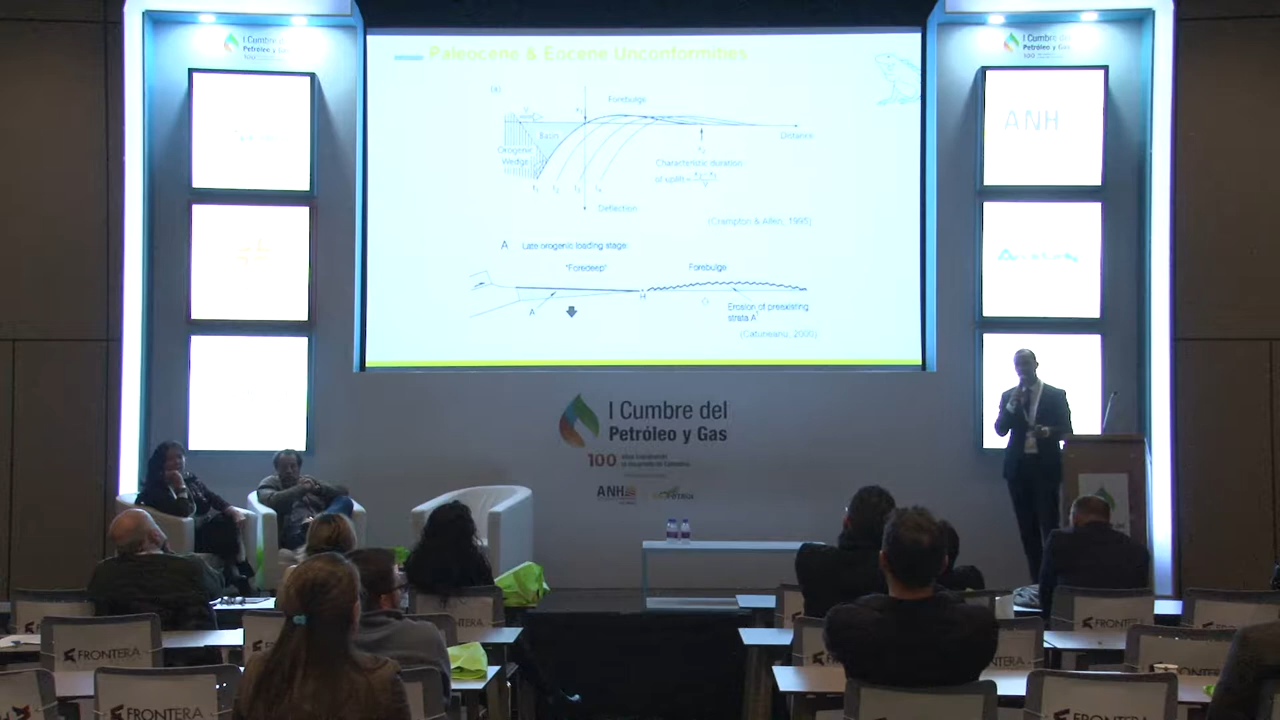 I Cumbre del
Petróleo y Gas
100
I Cumbre del
Petróleo y Gas
100
Paleocene & Eocene Unconformities
(a)
Forebulge
Basin
Distance
Orogenic
Wedge
Characteristic duration
of uplift =
Deflection
(Crampton & Allen, 1995)
A Late orogenic loading stage:
"Foredeep"
Forebulge
H
A
Erosion of preexisting
strata A
(Catuneanu, 2000)
ANH
I Cumbre del
Petróleo y Gas
100
ANH
FRONTERA
FRONTERA
FRONTERA
FRONTERA
FRONTERA